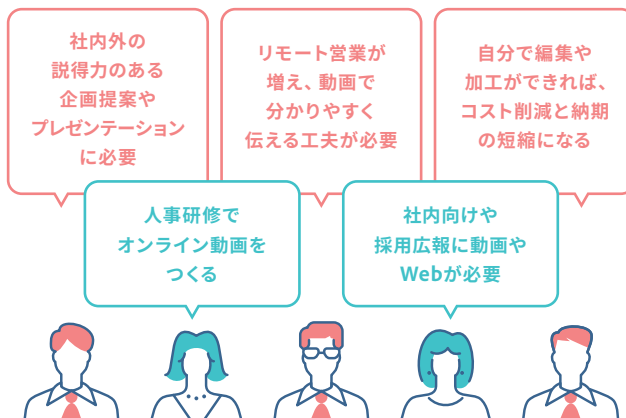 社内外の
説得力のある
企画提案や
プレゼンテーション
に必要
リモート営業が
増え、動画で
分かりやすく
伝える工夫が必要
自分で編集や
加工ができれば、
コスト削減と納期
の短縮になる
人事研修で
オンライン動画を
つくる
社内向けや
採用広報に動画や
Webが必要